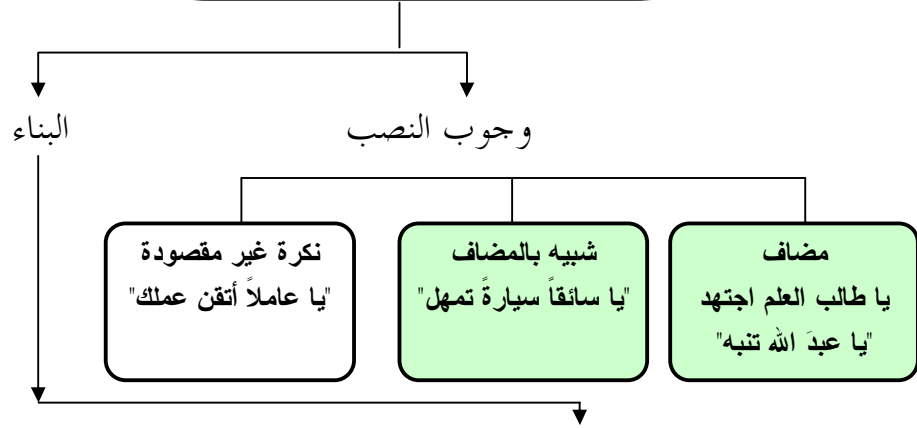 وجوب النصب
البناء
مضاف
يا طالب العلم اجتهد
"يا عبدَ الله تنبه"
شبيه بالمضاف
"يا سائقاً سيارةً تمهل"
نكرة غير مقصودة
"يا عاملاً أتقن عملك"